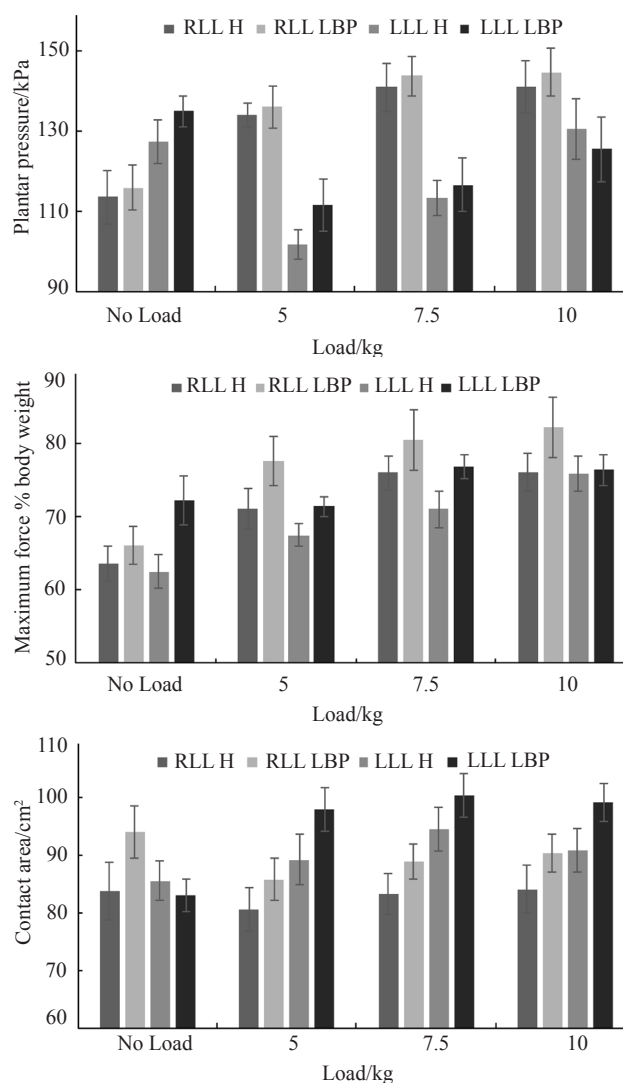 RLL H RLL LBP LLL H LLL LBP
150
130
110
90
Plantar pressure/kPa
No Load 5 7.5 10
Load/kg
RLL H RLL LBP LLL H LLL LBP
90
80
70
60
50
Maximum force % body weight
No Load 5 7.5 10
Load/kg
RLL H RLL LBP LLL H LLL LBP
110
100
90
80
70
60
Contact area/cm²
No Load 5 7.5 10
Load/kg